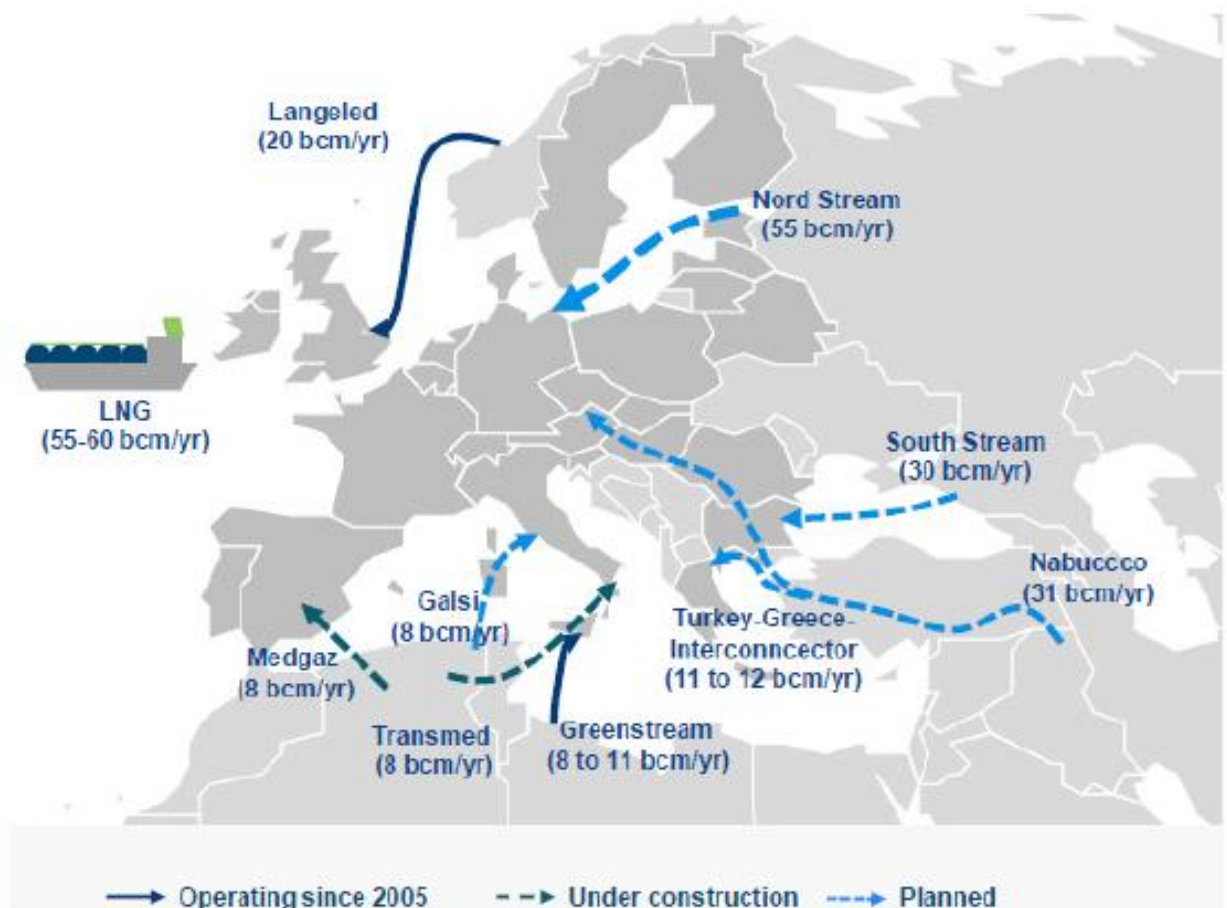 Langeled
(20 bcm/yr)
Nord Stream
(55 bcm/yr)
LNG
(55-60 bcm/yr)
South Stream
(30 bcm/yr)
Nabuccco
(31 bcm/yr)
Galsi
(8 bcm/yr)
Turkey-Greece-
Interconncector
(11 to 12 bcm/yr)
Medgaz
(8 bcm/yr)
Transmed
(8 bcm/yr)
Greenstream
(8 to 11 bcm/yr)
Operating since 2005
Under construction
Planned